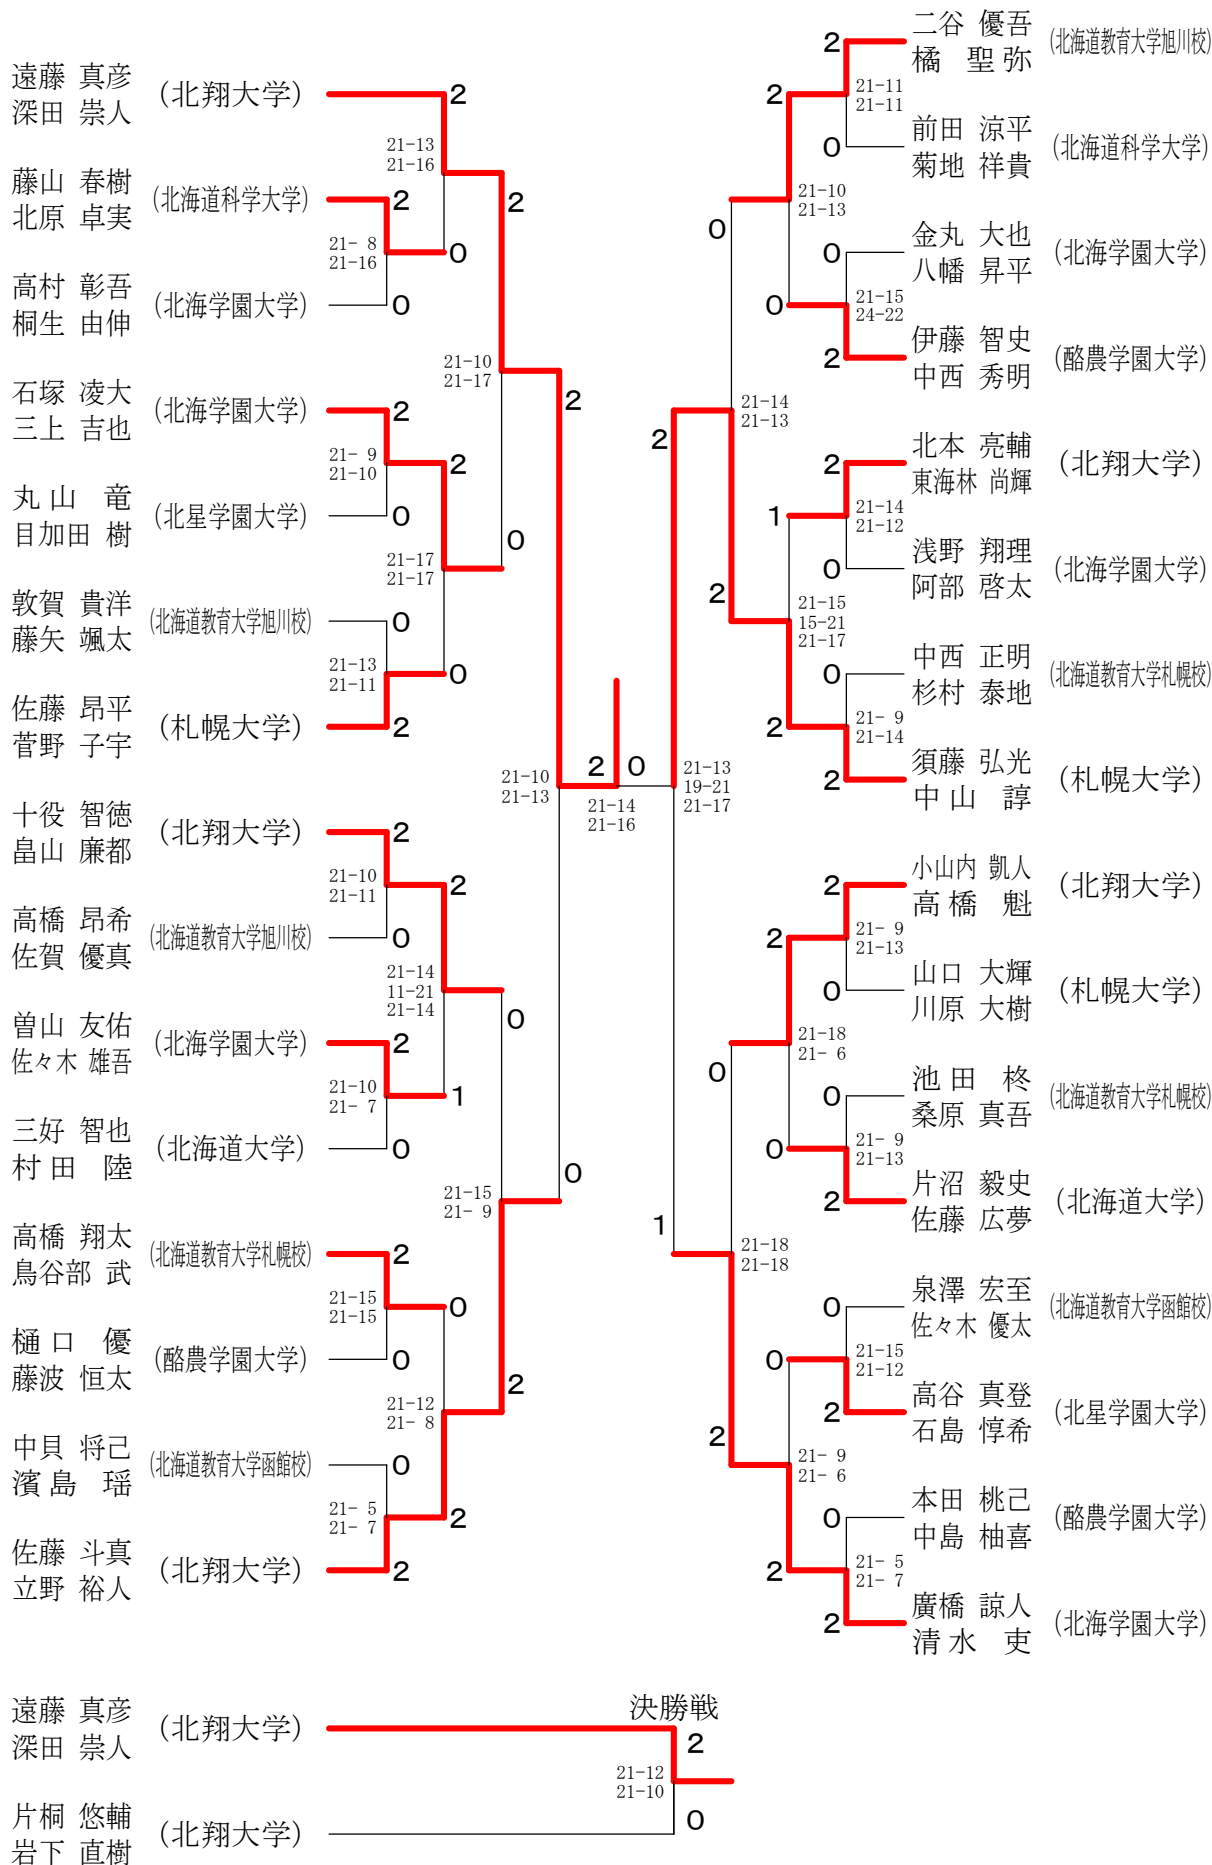 遠藤 真彦
深田 崇人
(北翔大学)
2
21-13
21-16
藤山 春樹
北原 卓実
(北海道科学大学)
2
2
21- 8
21-16
0
高村 彰吾
桐生 由伸
(北海学園大学)
0
21-10
21-17
石塚 凌大
三上 吉也
(北海学園大学)
2
2
21- 9
21-10
2
丸山 竜
目加田 樹
(北星学園大学)
0
0
21-17
21-17
敦賀 貴洋
藤矢 颯太
(北海道教育大学旭川校)
0
21-13
21-11
0
佐藤 昂平
菅野 子宇
(札幌大学)
2
21-10
21-13
十役 智徳
畠山 廉都
(北翔大学)
2
21-10
21-11
2
高橋 昂希
佐賀 優真
(北海道教育大学旭川校)
0
21-14
11-21
21-14
0
曽山 友佑
佐々木 雄吾
(北海学園大学)
2
21-10
21- 7
1
三好 智也
村田 陸
(北海道大学)
0
0
21-15
21- 9
高橋 翔太
鳥谷部 武
(北海道教育大学札幌校)
2
21-15
21-15
0
樋口 優
藤波 恒太
(酪農学園大学)
0
2
21-12
21- 8
中貝 将己
濱島 瑶
(北海道教育大学函館校)
0
21- 5
21- 7
2
佐藤 斗真
立野 裕人
(北翔大学)
2
2
0
21-14
21-16
二谷 優吾
橘 聖弥
(北海道教育大学旭川校)
2
2
21-11
21-11
前田 涼平
菊地 祥貴
(北海道科学大学)
0
21-10
21-13
0
金丸 大也
八幡 昇平
(北海学園大学)
0
0
21-15
24-22
伊藤 智史
中西 秀明
(酪農学園大学)
2
21-14
21-13
2
北本 亮輔
東海林 尚輝
(北翔大学)
2
1
21-14
21-12
浅野 翔理
阿部 啓太
(北海学園大学)
0
2
21-15
15-21
21-17
中西 正明
杉村 泰地
(北海道教育大学札幌校)
0
2
21- 9
21-14
須藤 弘光
中山 諄
(札幌大学)
2
21-13
19-21
21-17
小山内 凱人
高橋 魁
(北翔大学)
2
2
21- 9
21-13
山口 大輝
川原 大樹
(札幌大学)
0
21-18
21- 6
0
池田 柊
桑原 真吾
(北海道教育大学札幌校)
0
0
21- 9
21-13
片沼 毅史
佐藤 広夢
(北海道大学)
2
1
21-18
21-18
泉澤 宏至
佐々木 優太
(北海道教育大学函館校)
0
0
21-15
21-12
高谷 真登
石島 惇希
(北星学園大学)
2
2
21- 9
21- 6
本田 桃己
中島 柚喜
(酪農学園大学)
0
2
21- 5
21- 7
廣橋 諒人
清水 吏
(北海学園大学)
2
決勝戦
遠藤 真彦
深田 崇人
(北翔大学)
2
21-12
21-10
片桐 悠輔
岩下 直樹
(北翔大学)
0